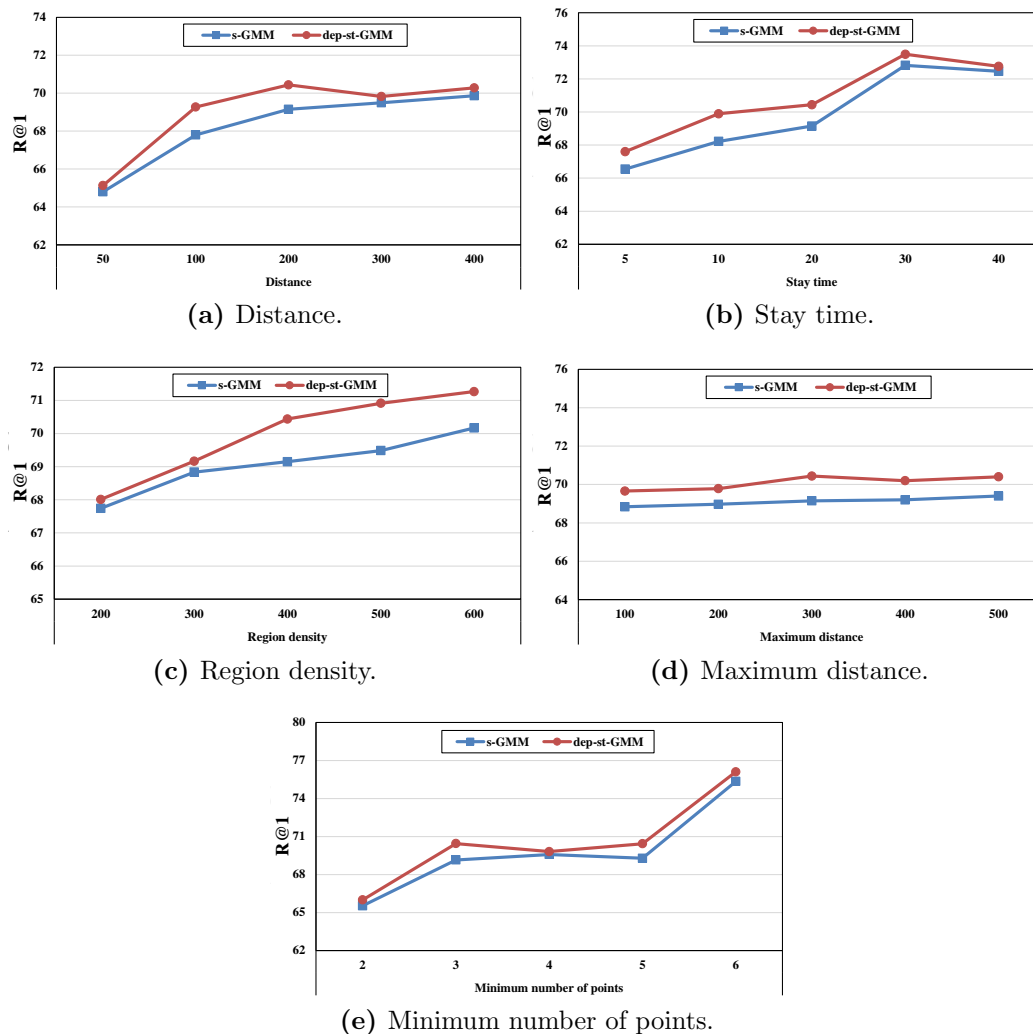 s-GMM dep-st-GMM
74
72
70
68
66
64
62
R@1
50 100 200 300 400
Distance
(a) Distance.
s-GMM dep-st-GMM
76
74
72
70
68
66
64
62
R@1
5 10 20 30 40
Stay time
(b) Stay time.
s-GMM dep-st-GMM
72
71
70
69
68
67
66
65
R@1
200 300 400 500 600
Region density
(c) Region density.
s-GMM dep-st-GMM
76
74
72
70
68
66
64
R@1
100 200 300 400 500
Maximum distance
(d) Maximum distance.
s-GMM dep-st-GMM
80
77
74
71
68
65
62
R@1
2 3 4 5 6
Minimum number of points
(e) Minimum number of points.